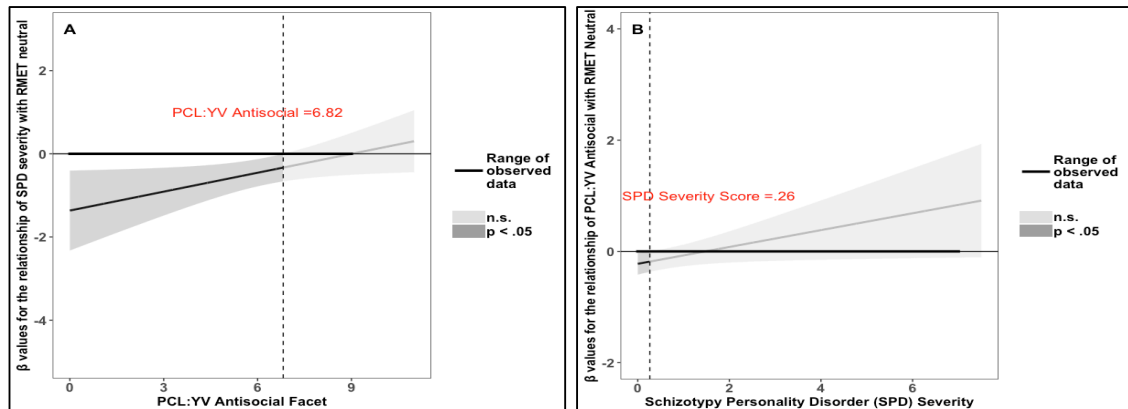 A
β values for the relationship of SPD severity with RMET neutral
2
0
-2
-4
PCL:YV Antisocial =6.82
0
3
6
9
PCL:YV Antisocial Facet
Range of
observed
data
n.s.
p < .05
B
β values for the relationship of PCL:YV Antisocial with RMET Neutral
4
2
0
-2
SPD Severity Score =.26
0
2
4
6
Schizotypy Personality Disorder (SPD) Severity
Range of
observed
data
n.s.
p < .05